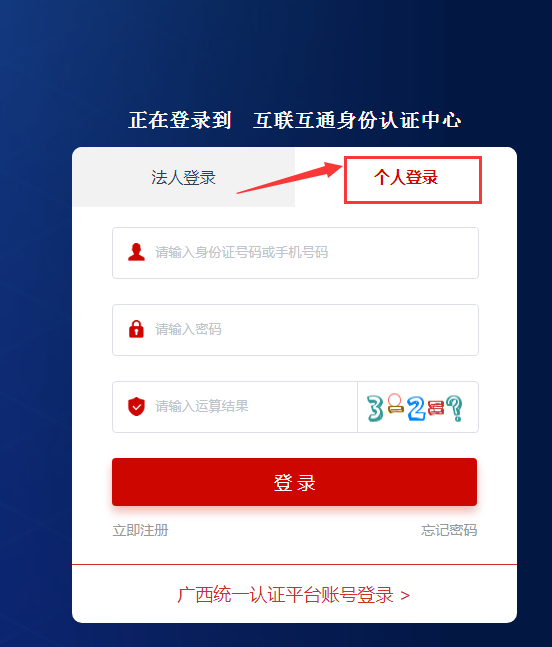 正在登录到 互联互通身份认证中心
法人登录 个人登录
请输入身份证号码或手机号码
请输入密码
请输入运算结果 3-2=?
登录
立即注册 忘记密码
广西统一认证平台账号登录 >